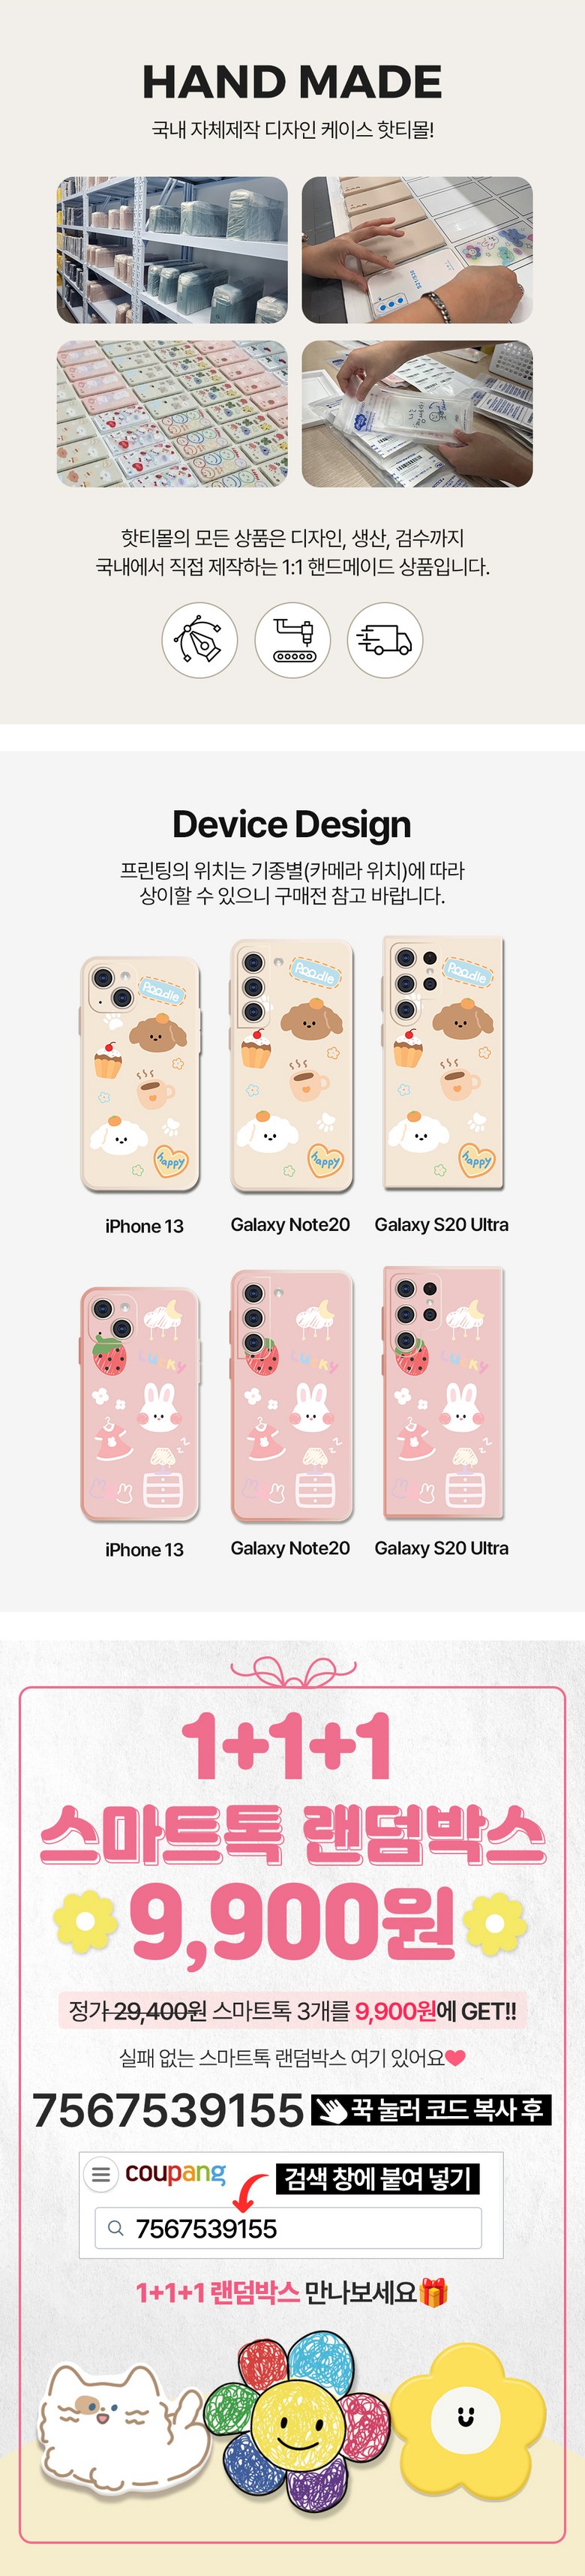 HAND MADE
국내 자체제작 디자인 케이스 핫티몰!
핫티몰의 모든 상품은 디자인, 생산, 검수까지
국내에서 직접 제작하는 1:1 핸드메이드 상품입니다.
Device Design
프린팅의 위치는 기종별(카메라 위치)에 따라
상이할 수 있으니 구매전 참고 바랍니다.
Poodle
Poodle
Poodle
happy
happy
happy
iPhone 13
Galaxy Note20
Galaxy S20 Ultra
LUCKY
LUCKY
LUCKY
iPhone 13
Galaxy Note20
Galaxy S20 Ultra
1+1+1
스마트톡 랜덤박스
9,900원
정가 29,400원 스마트톡 3개를 9,900원에 GET!!
실패 없는 스마트톡 랜덤박스 여기 있어요
7567539155 꾹 눌러 코드 복사 후
coupang 검색 창에 붙여 넣기
7567539155
1+1+1 랜덤박스 만나보세요